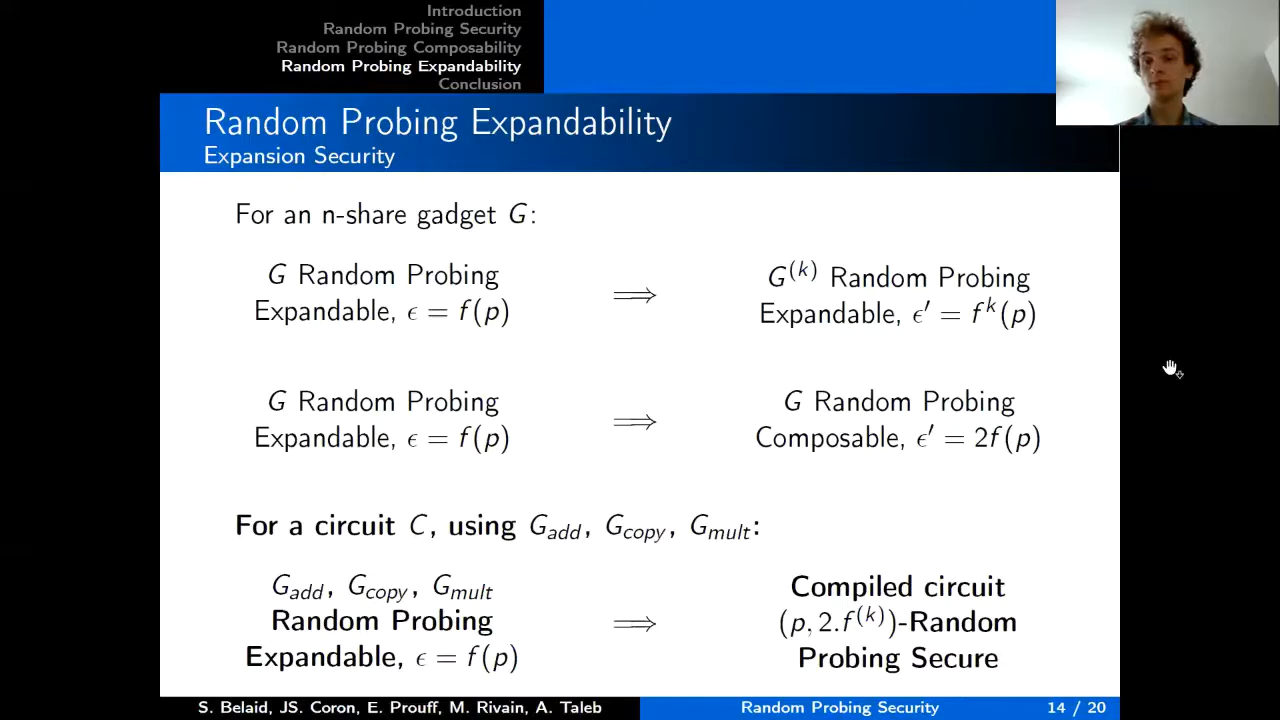 Introduction
Random Probing Security
Random Probing Composability
Random Probing Expandability
Conclusion
Random Probing Expandability
Expansion Security
For an n-share gadget G:
G Random Probing
Expandable, ϵ = f(p)
⟹
G^(k) Random Probing
Expandable, ϵ′ = f^k(p)
G Random Probing
Expandable, ϵ = f(p)
⟹
G Random Probing
Composable, ϵ′ = 2f(p)
For a circuit C, using G_add, G_copy, G_mult:
G_add, G_copy, G_mult
Random Probing
Expandable, ϵ = f(p)
⟹
Compiled circuit
(p, 2.f^(k))-Random
Probing Secure
S. Belaid, JS. Coron, E. Prouff, M. Rivain, A. Taleb
Random Probing Security
14 / 20